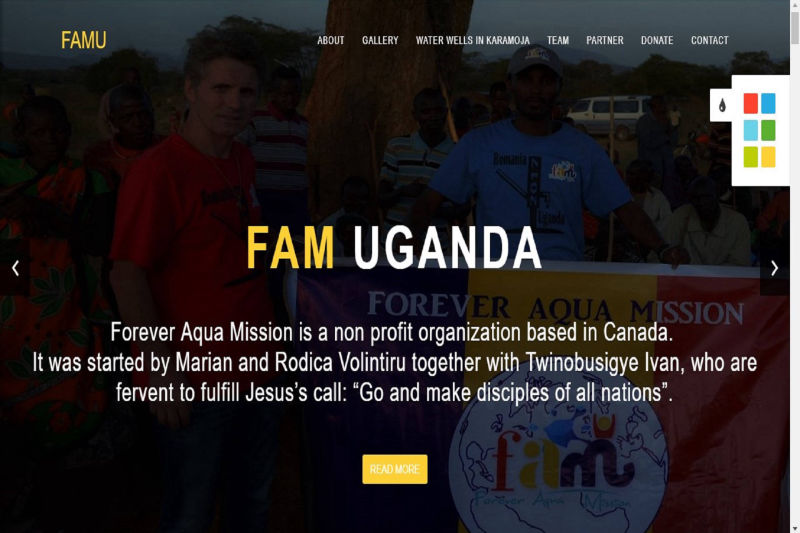 FAMU
ABOUT GALLERY WATER WELLS IN KARAMOJA TEAM PARTNER DONATE CONTACT
Romania
Uganda
fam
FAM UGANDA
FOREVER AQUA MISSION
Forever Aqua Mission is a non profit organization based in Canada.
It was started by Marian and Rodica Volintiru together with Twinobusigye Ivan, who are
fervent to fulfill Jesus’s call: “Go and make disciples of all nations”.
fam
READ MORE
Forever Aqua Mission